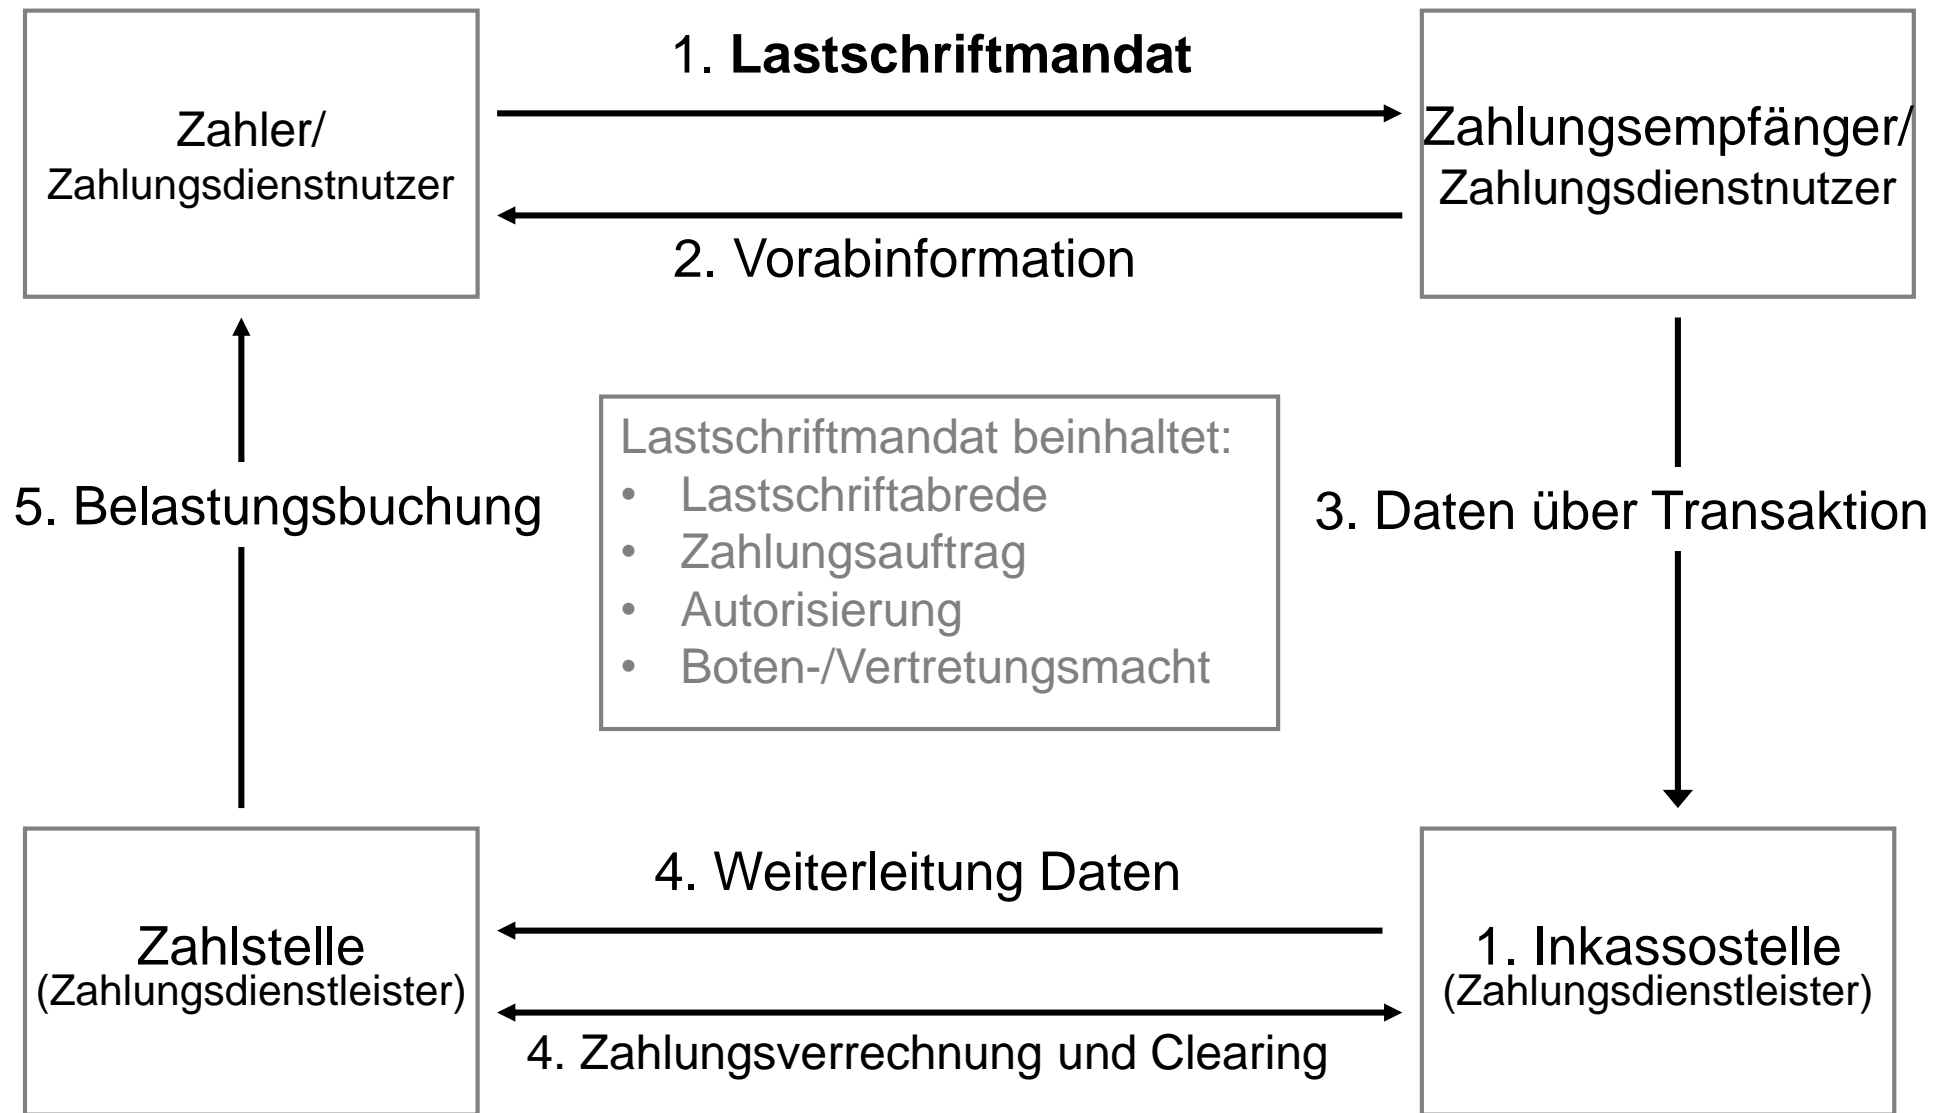 1. Lastschriftmandat
Zahler/
Zahlungsdienstnutzer
Zahlungsempfänger/
Zahlungsdienstnutzer
2. Vorabinformation
Lastschriftmandat beinhaltet:
• Lastschriftabrede
• Zahlungsauftrag
• Autorisierung
• Boten-/Vertretungsmacht
5. Belastungsbuchung
3. Daten über Transaktion
4. Weiterleitung Daten
Zahlstelle
(Zahlungsdienstleister)
1. Inkassostelle
(Zahlungsdienstleister)
4. Zahlungsverrechnung und Clearing